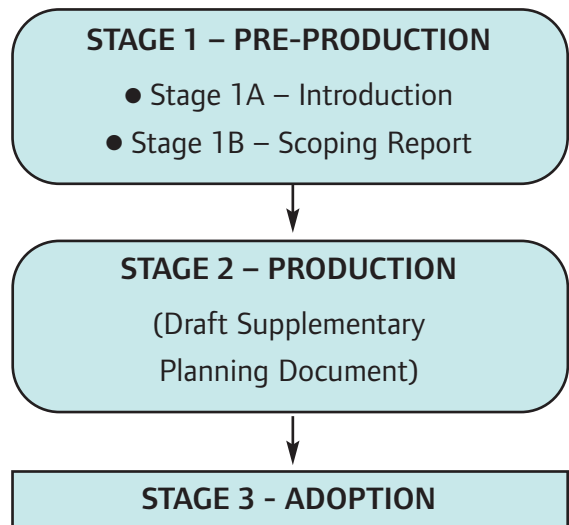 STAGE 1 – PRE-PRODUCTION
● Stage 1A – Introduction
● Stage 1B – Scoping Report
STAGE 2 – PRODUCTION
(Draft Supplementary
Planning Document)
STAGE 3 - ADOPTION